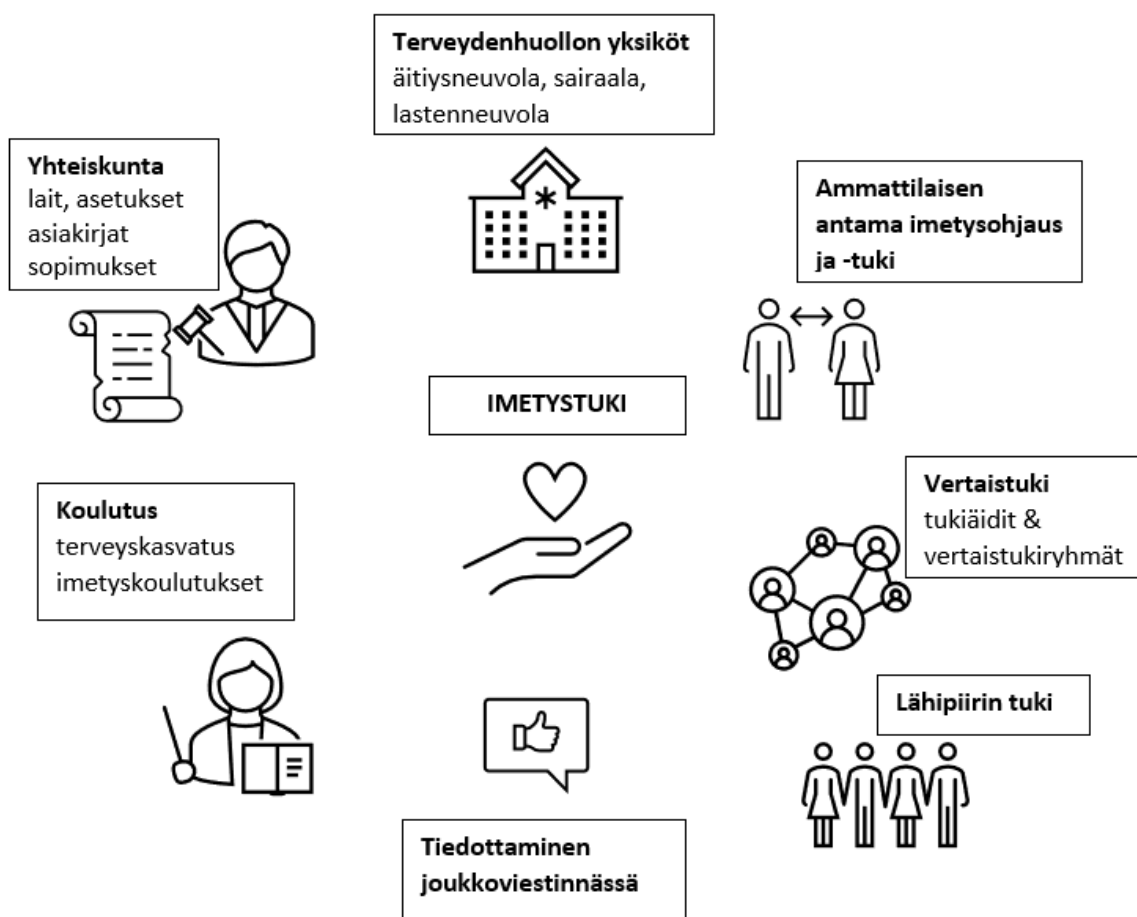 Terveydenhuollon yksiköt
äitiysneuvola, sairaala,
lastenneuvola
Yhteiskunta
lait, asetukset
asiakirjat
sopimukset
Ammattilaisen
antama imetysohjaus
ja -tuki
IMETYSTUKI
Koulutus
terveyskasvatus
imetyskoulutukset
Vertaistuki
tukiäidit &
vertaistukiryhmät
Lähipiirin tuki
Tiedottaminen
joukkoviestinnässä